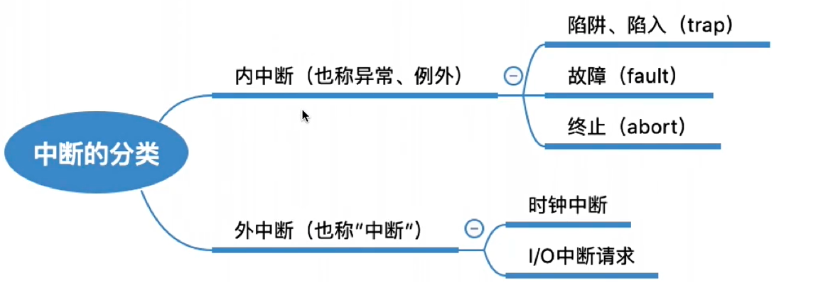 陷阱、陷入（trap）
内中断（也称异常、例外）
故障（fault）
终止（abort）
中断的分类
时钟中断
外中断（也称"中断"）
I/O中断请求